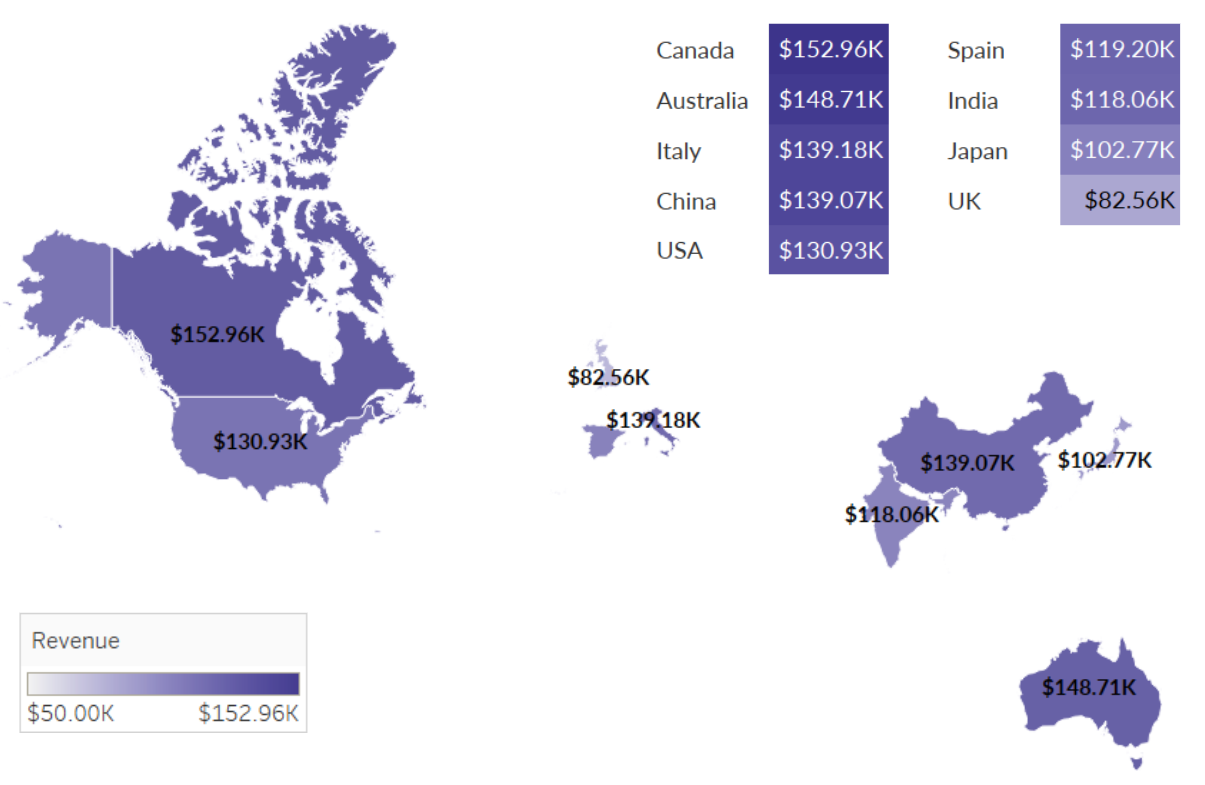 Canada $152.96K
Australia $148.71K
Italy $139.18K
China $139.07K
USA $130.93K
Spain $119.20K
India $118.06K
Japan $102.77K
UK $82.56K
$152.96K
$130.93K
$82.56K
$139.18K
$139.07K
$102.77K
$118.06K
$148.71K
Revenue
$50.00K $152.96K